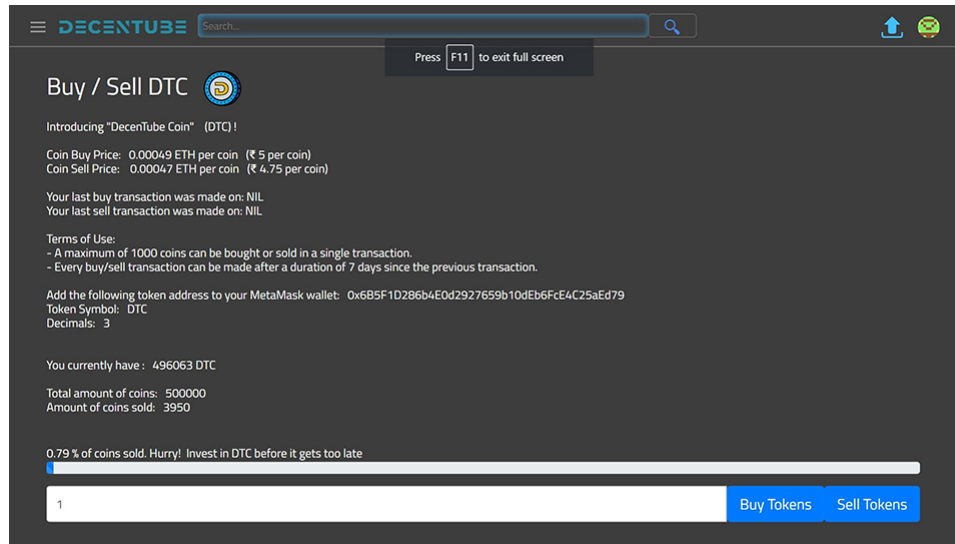 DECENTUBE
Search...
Press F11 to exit full screen
Buy / Sell DTC
Introducing "DecenTube Coin" (DTC) !
Coin Buy Price: 0.00049 ETH per coin (₹ 5 per coin)
Coin Sell Price: 0.00047 ETH per coin (₹ 4.75 per coin)
Your last buy transaction was made on: NIL
Your last sell transaction was made on: NIL
Terms of Use:
- A maximum of 1000 coins can be bought or sold in a single transaction.
- Every buy/sell transaction can be made after a duration of 7 days since the previous transaction.
Add the following token address to your MetaMask wallet: 0x6B5F1D286b4E0d2927659b10dEb6FcE4C25aEd79
Token Symbol: DTC
Decimals: 3
You currently have : 496063 DTC
Total amount of coins: 500000
Amount of coins sold: 3950
0.79 % of coins sold. Hurry! Invest in DTC before it gets too late
1
Buy Tokens
Sell Tokens